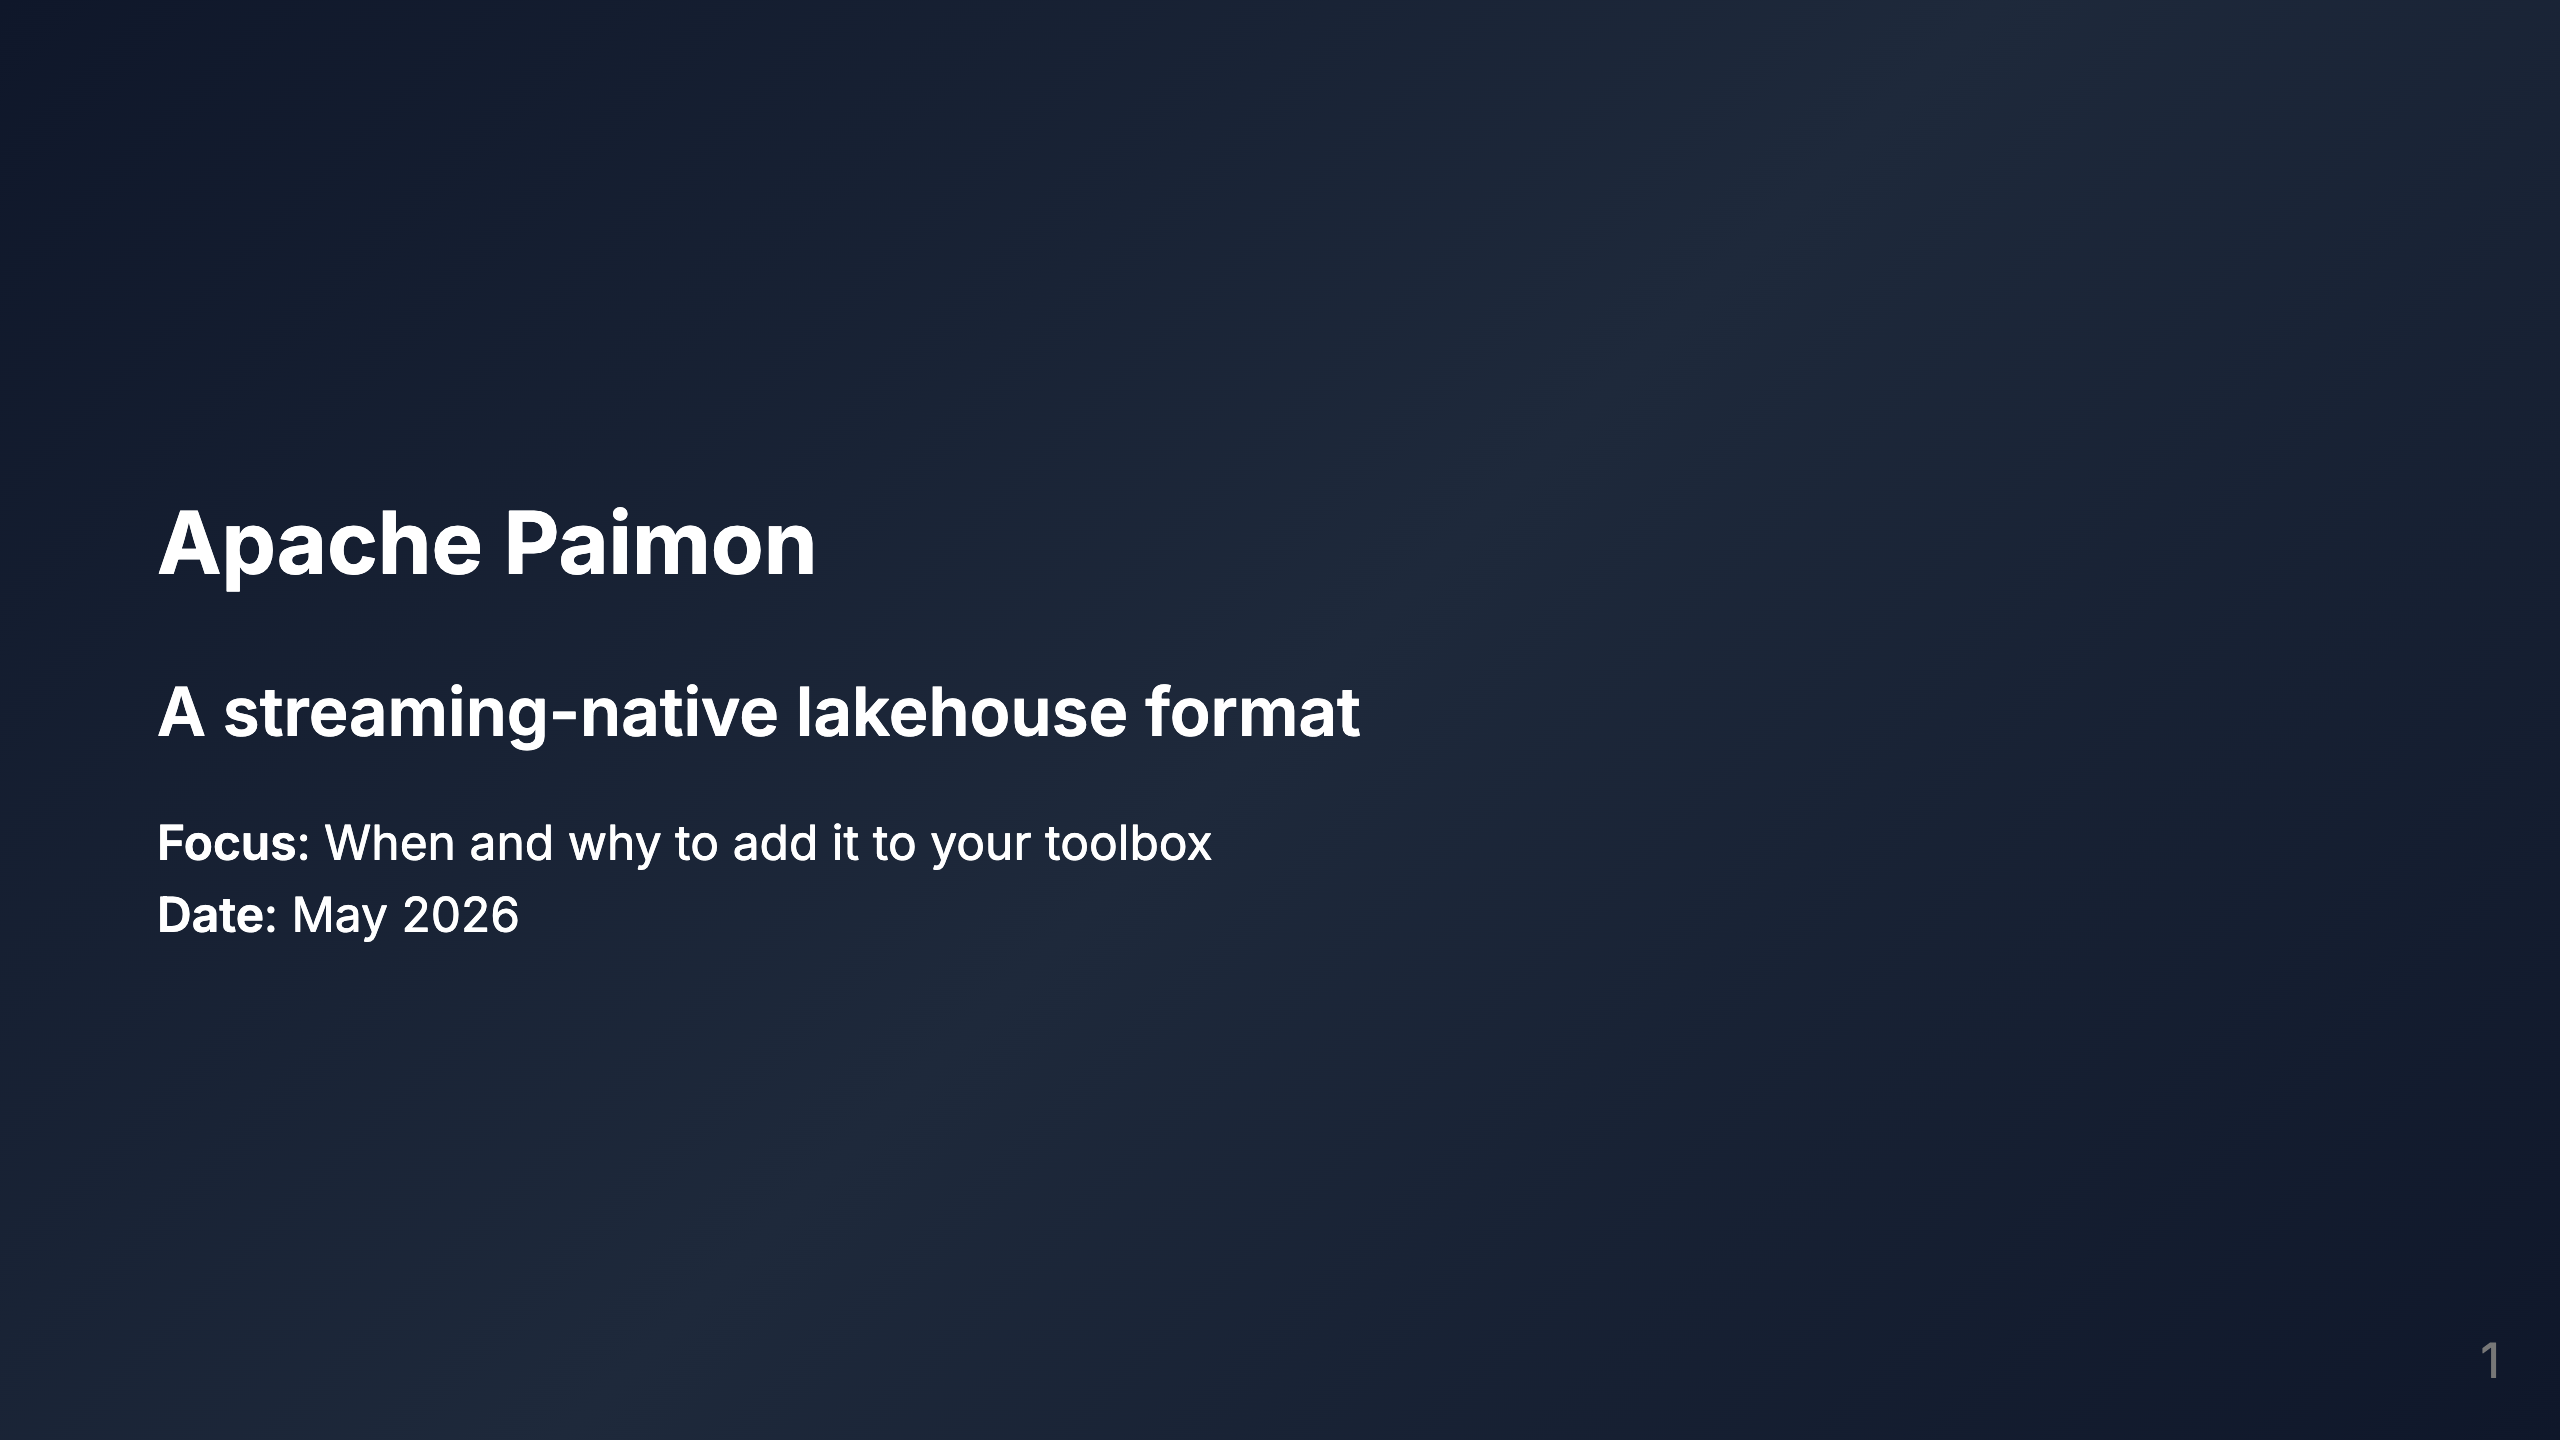 Apache Paimon
A streaming-native lakehouse format
Focus: When and why to add it to your toolbox
Date: May 2026
1